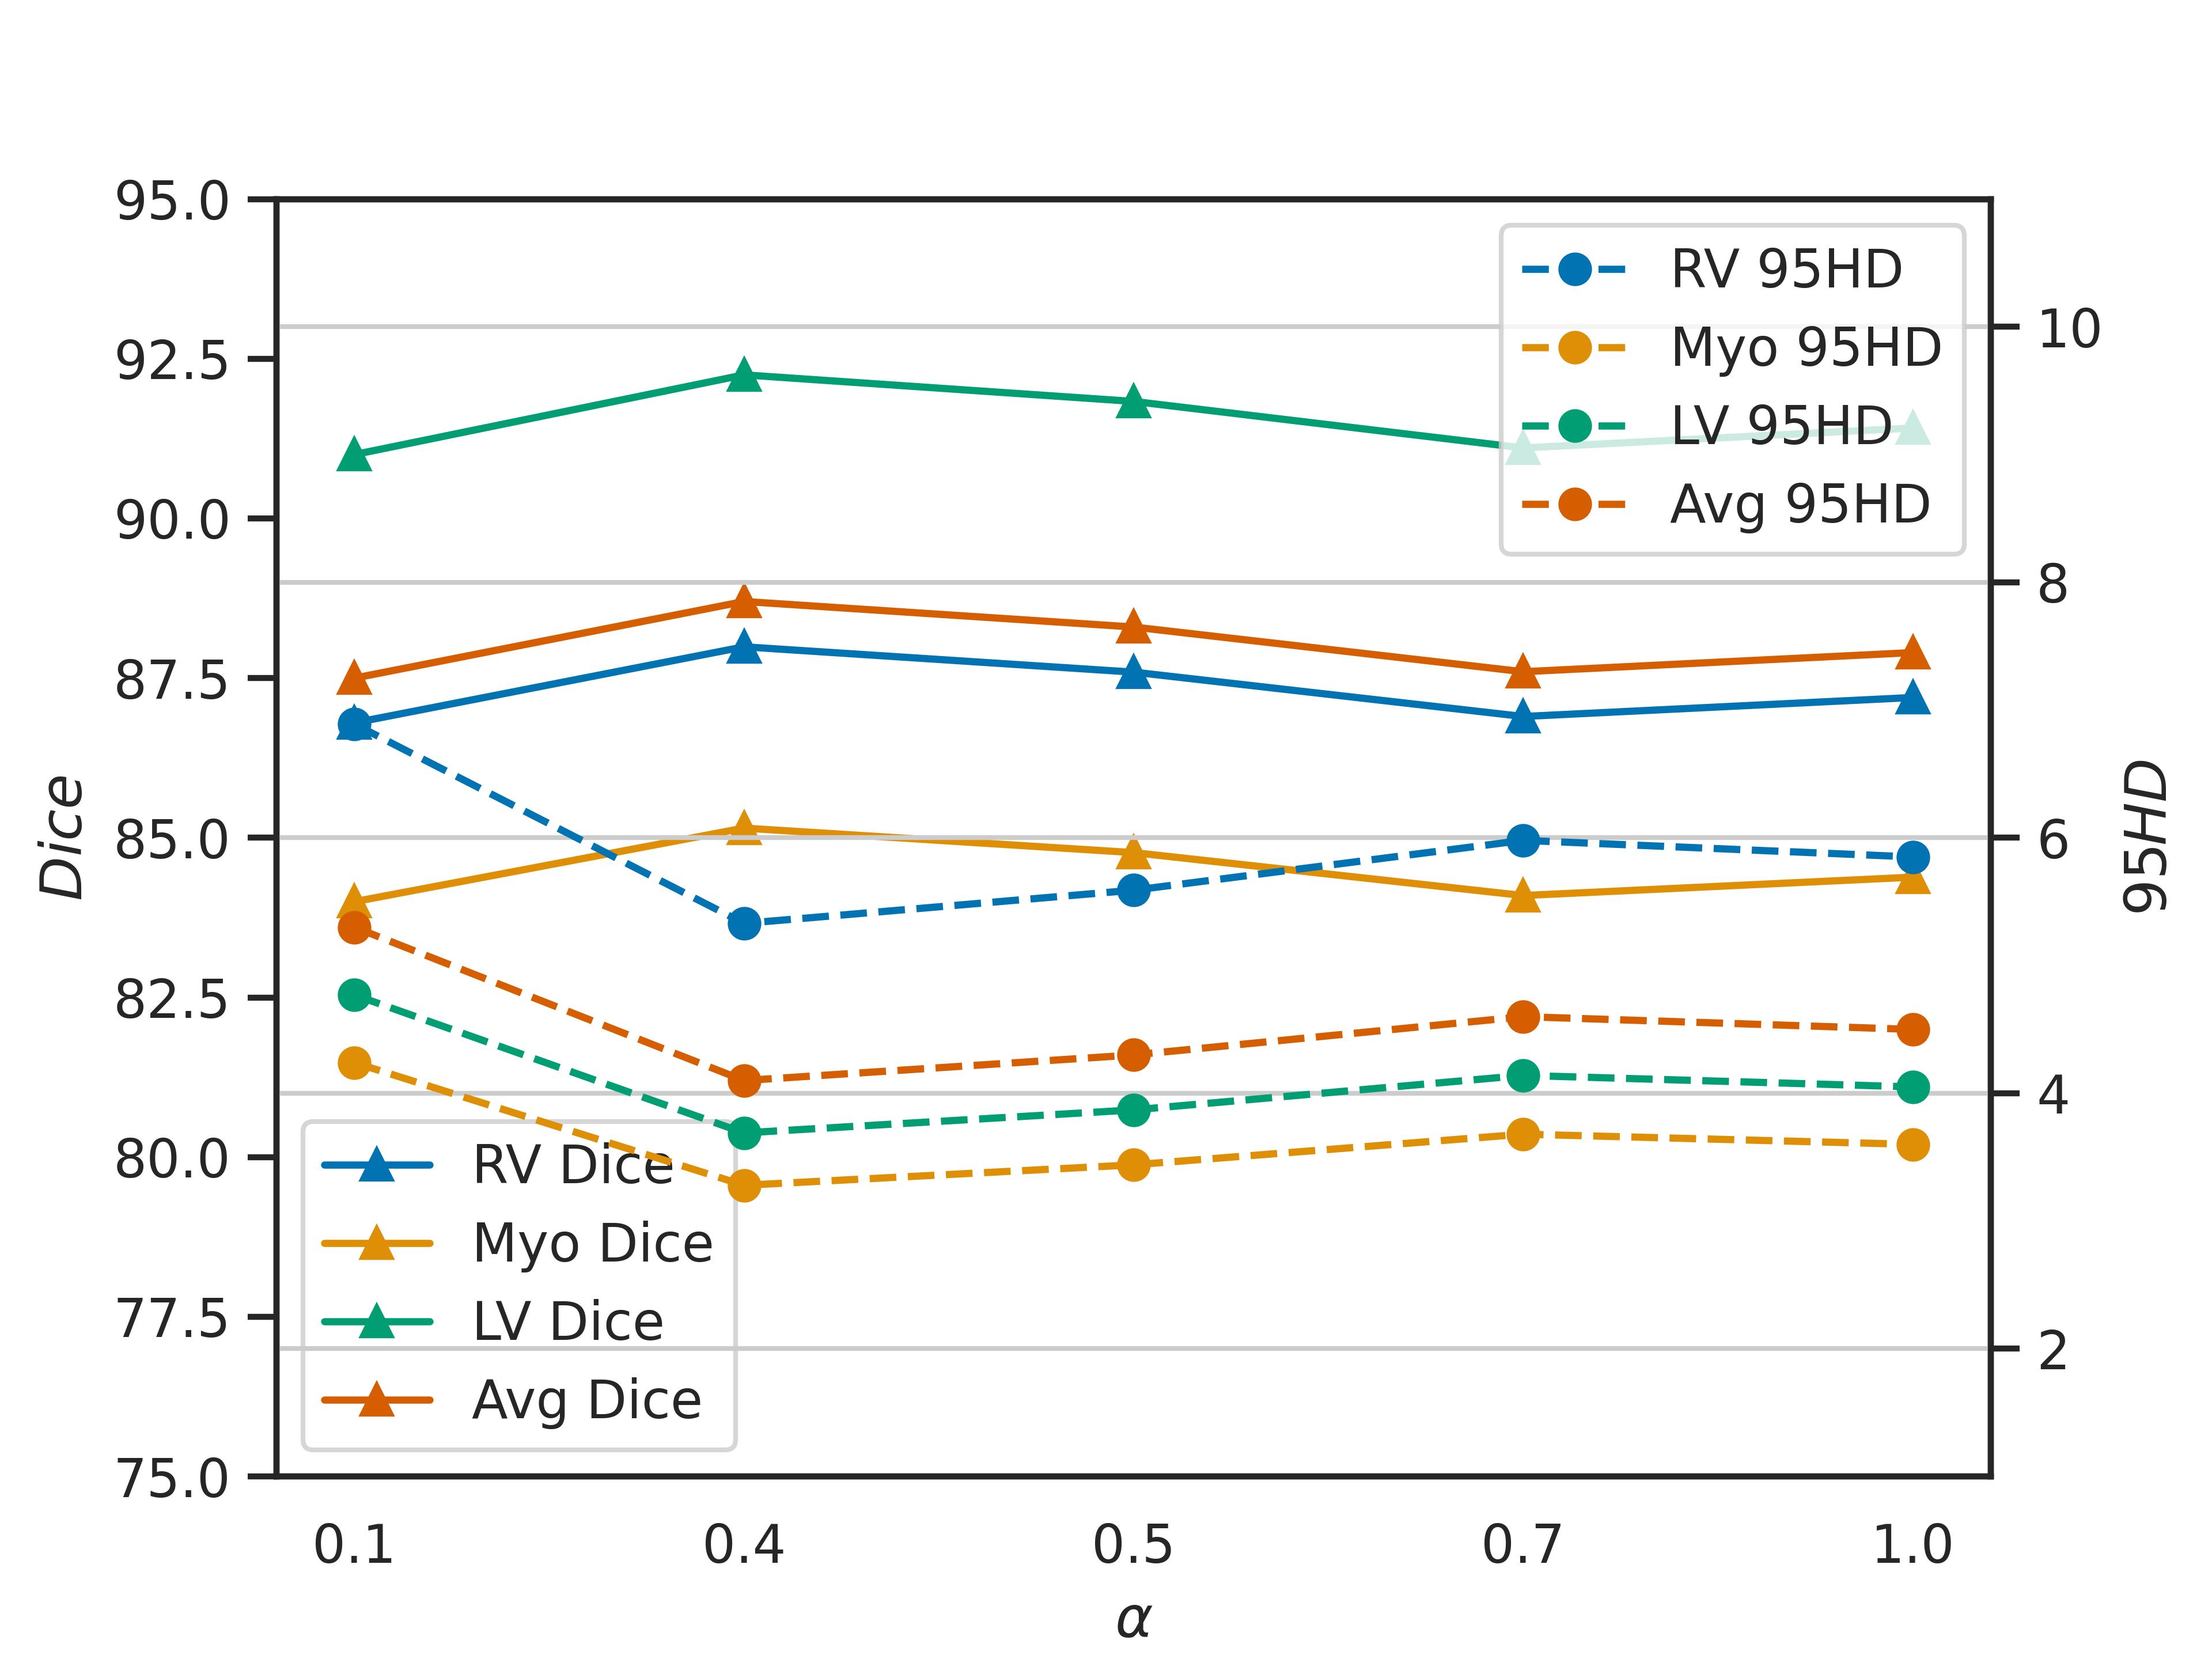 95.0
92.5
90.0
87.5
85.0
82.5
80.0
77.5
75.0
Dice
RV 95HD
Myo 95HD
LV 95HD
Avg 95HD
RV Dice
Myo Dice
LV Dice
Avg Dice
10
8
6
4
2
95HD
0.1 0.4 0.5 0.7 1.0
α